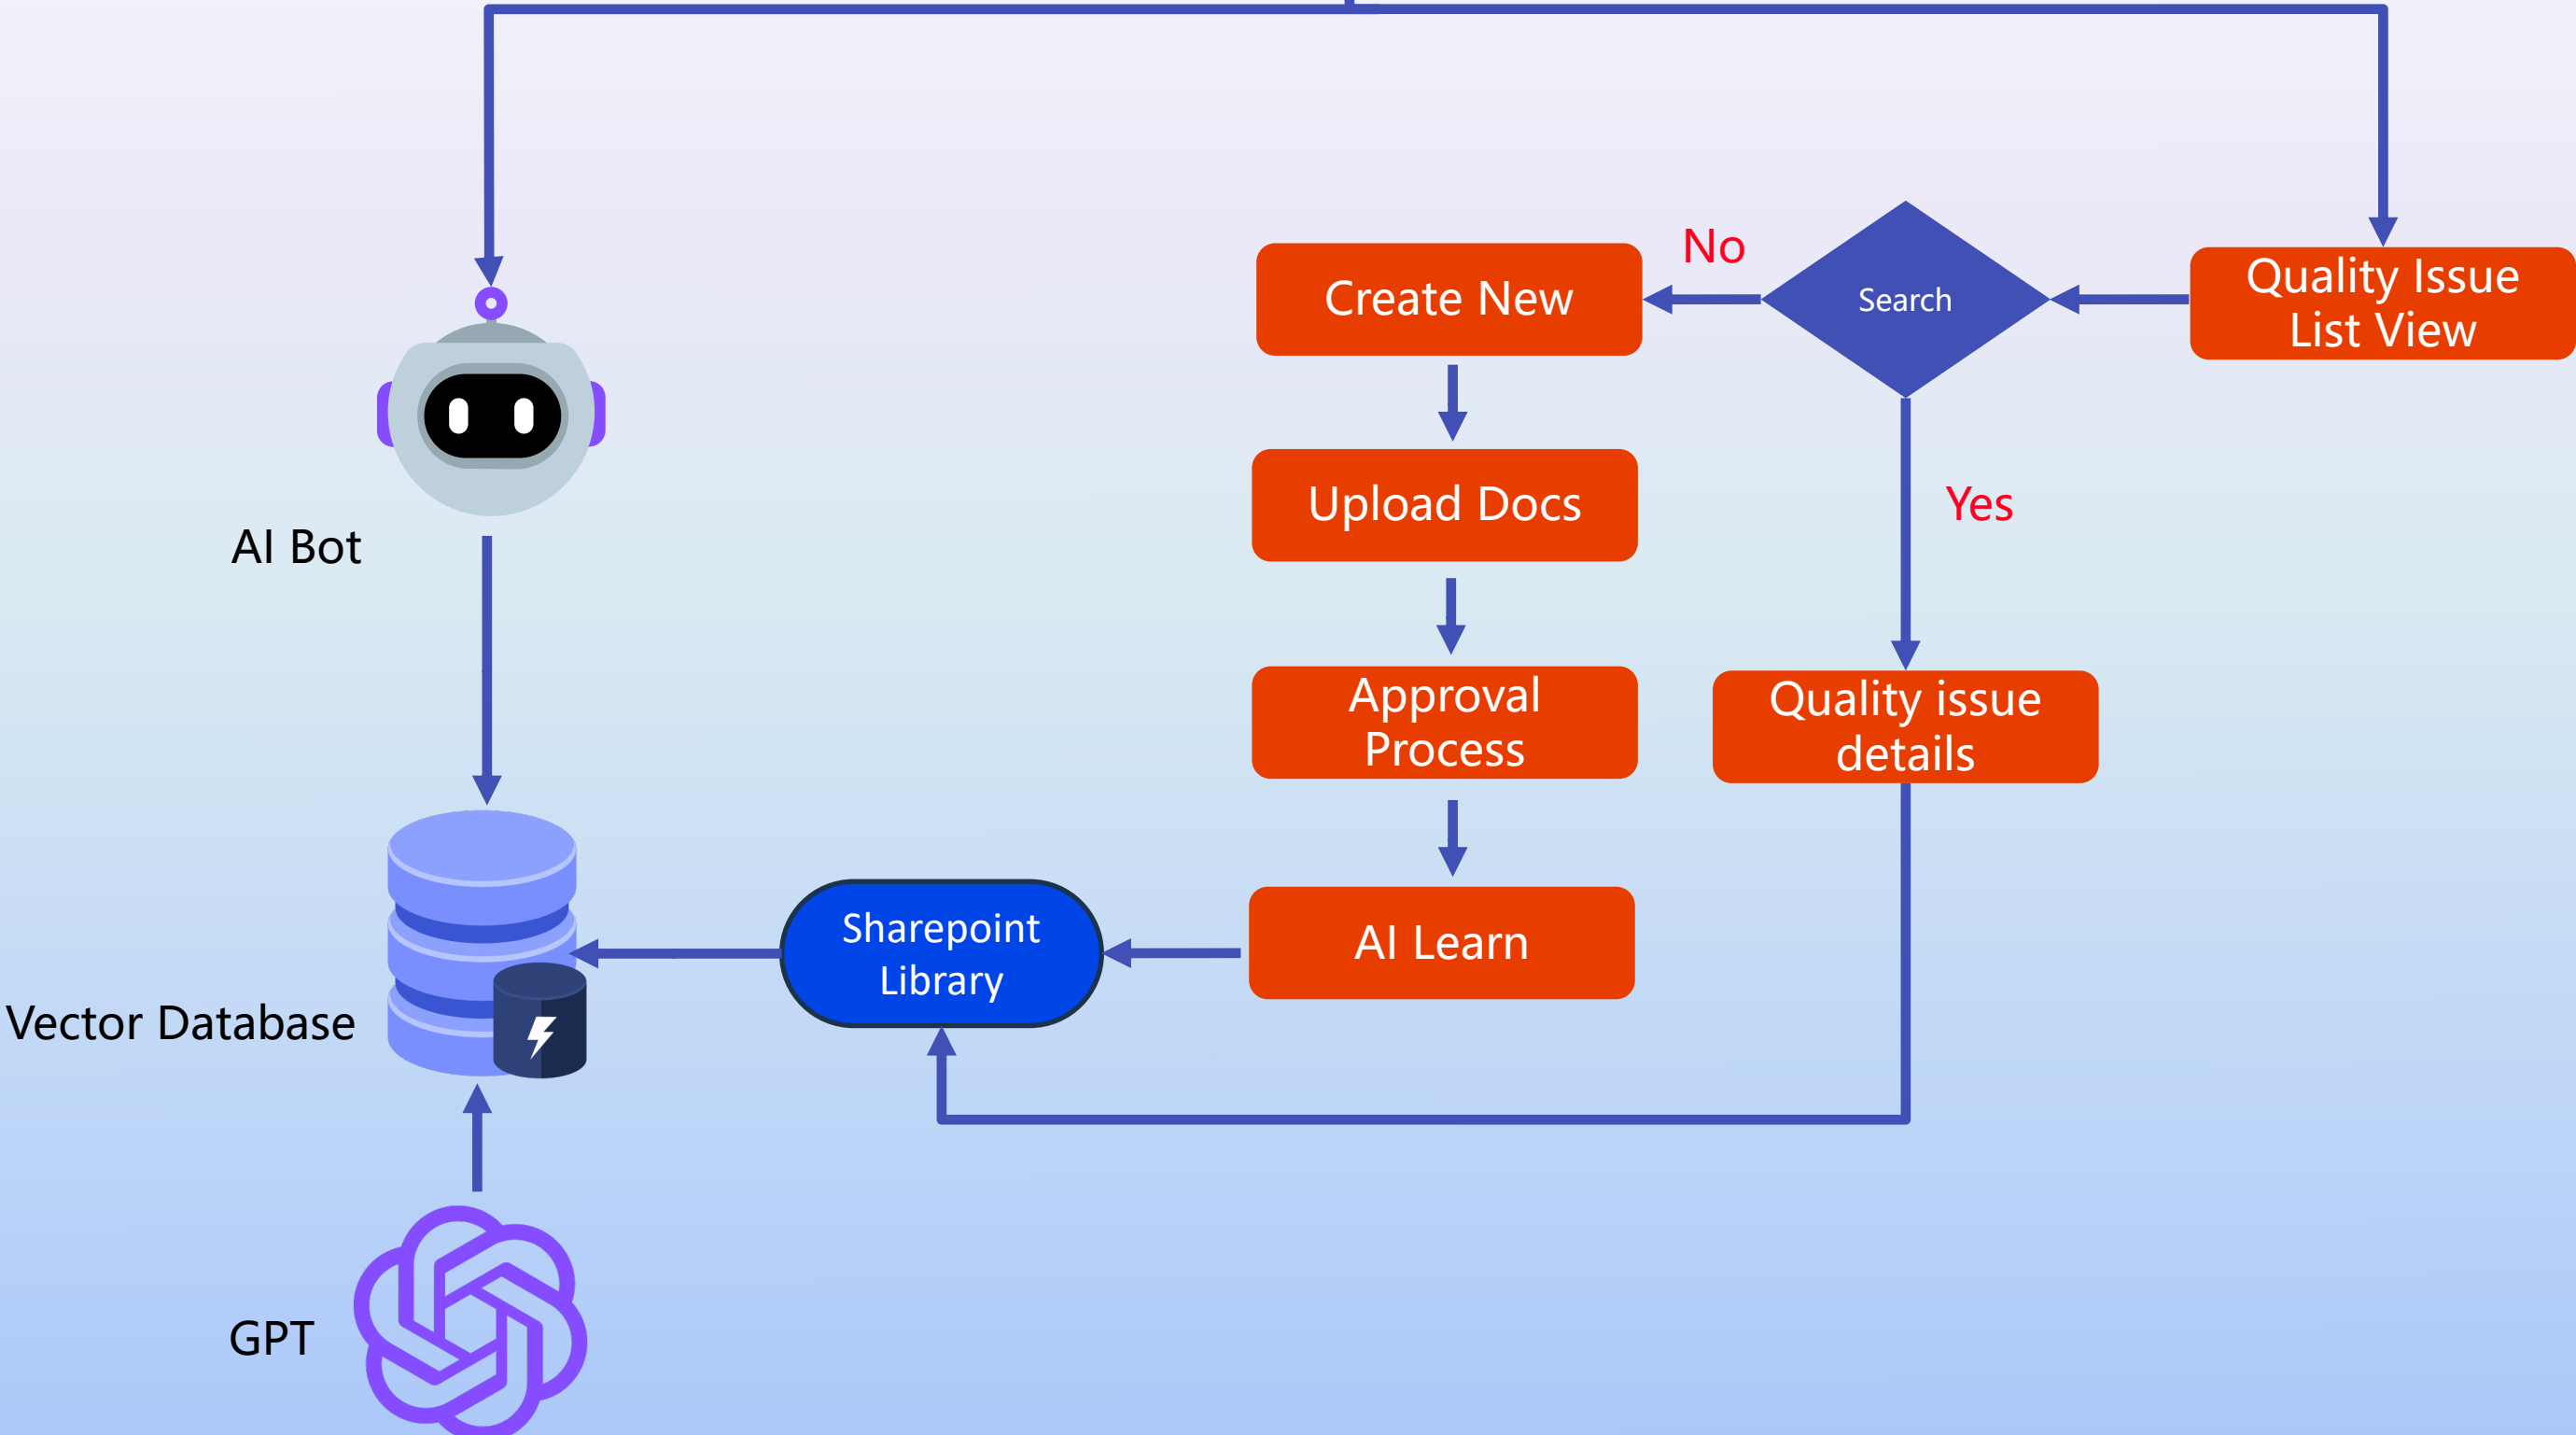 No
Create New
Search
Quality Issue
List View
Upload Docs
Yes
AI Bot
Approval
Process
Quality issue
details
Sharepoint
Library
AI Learn
Vector Database
GPT